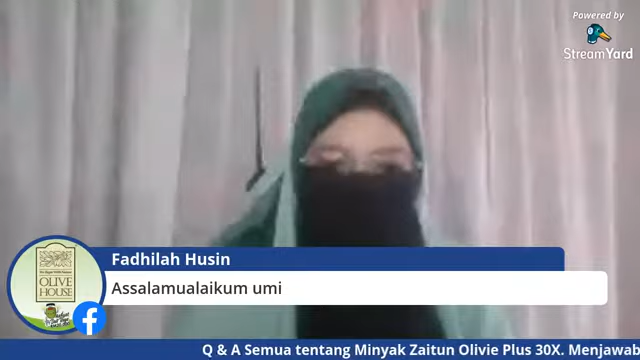 Powered by
StreamYard
Fadhilah Husin
Assalamualaikum umi
OLIVE
HOUSE
Q & A Semua tentang Minyak Zaitun Olivie Plus 30X. Menjawab